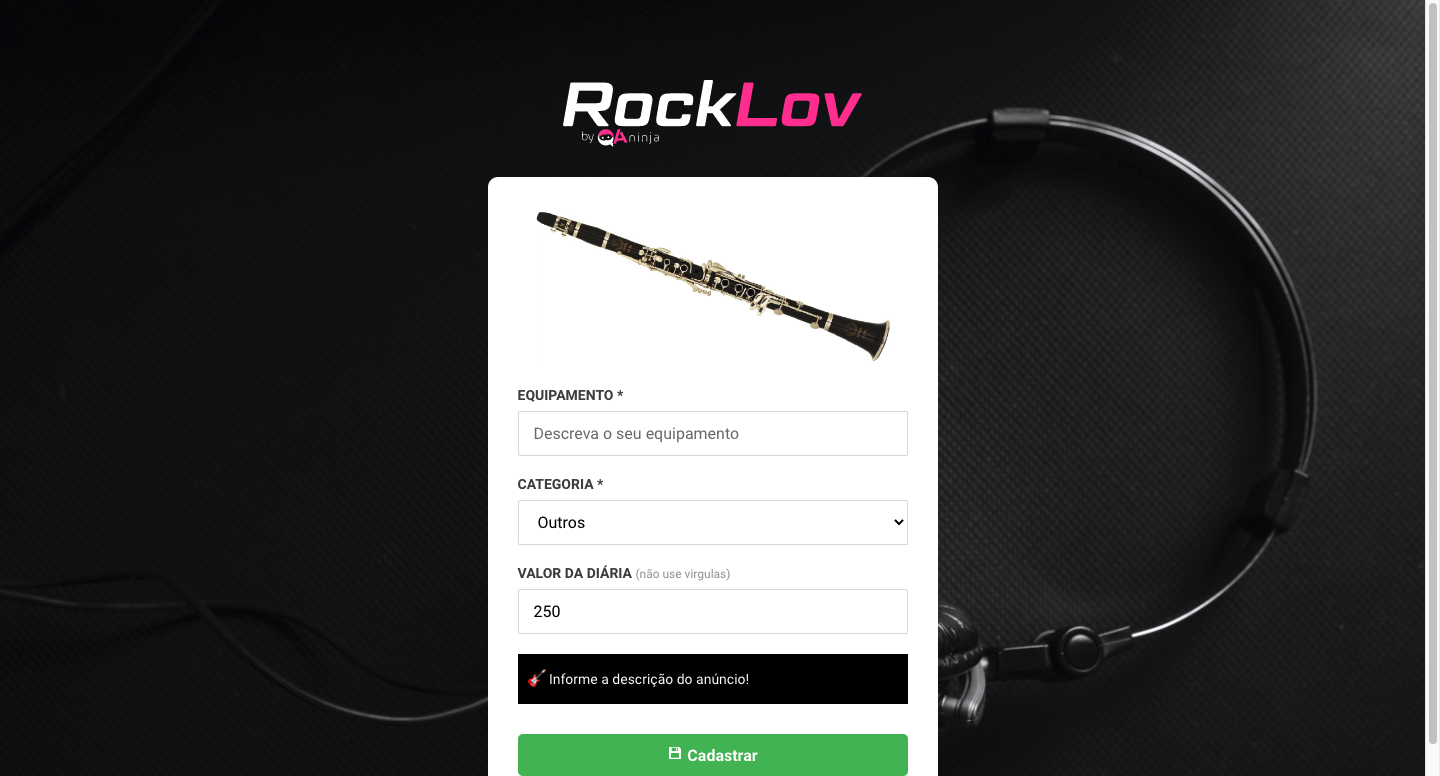 RockLov
by QAninja
EQUIPAMENTO *
Descreva o seu equipamento
CATEGORIA *
Outros
VALOR DA DIÁRIA (não use virgulas)
250
🎸Informe a descrição do anúncio!
Cadastrar